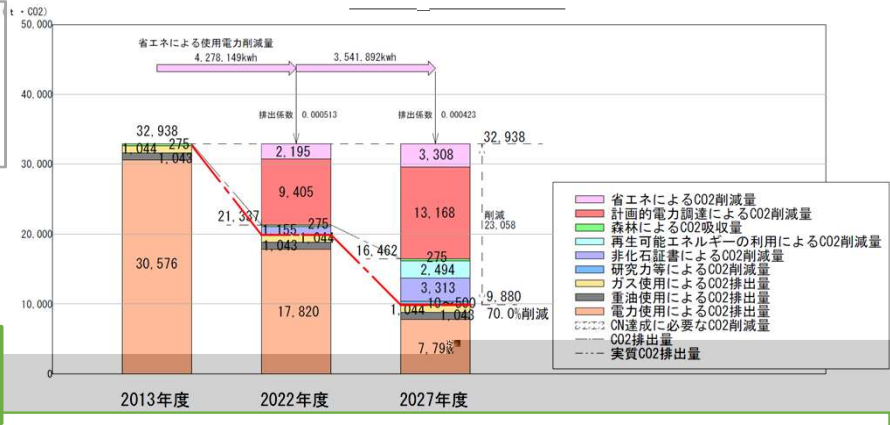 (t・CO2)
50,000
40,000
30,000
20,000
10,000
0
省エネによる使用電力削減量
4,278,149kwh
3,541,892kwh
排出係数 0.000513
排出係数 0.000423
32,938
1,044
275
1,043
30,576
2,195
9,405
21,337
275
1,155
1,044
1,043
17,820
32,938
3,308
13,168
削減
23,058
16,462
275
2,494
3,313
10~500
9,880
1,044
1,043
70.0%削減
省エネによるCO2削減量
計画的電力調達によるCO2削減量
森林によるCO2吸収量
再生可能エネルギーの利用によるCO2削減量
非化石証書によるCO2削減量
研究力等によるCO2削減量
ガス使用によるCO2排出量
重油使用によるCO2排出量
電力使用によるCO2排出量
CN達成に必要なCO2削減量
CO2排出量
実質CO2排出量
2013年度
2022年度
2027年度